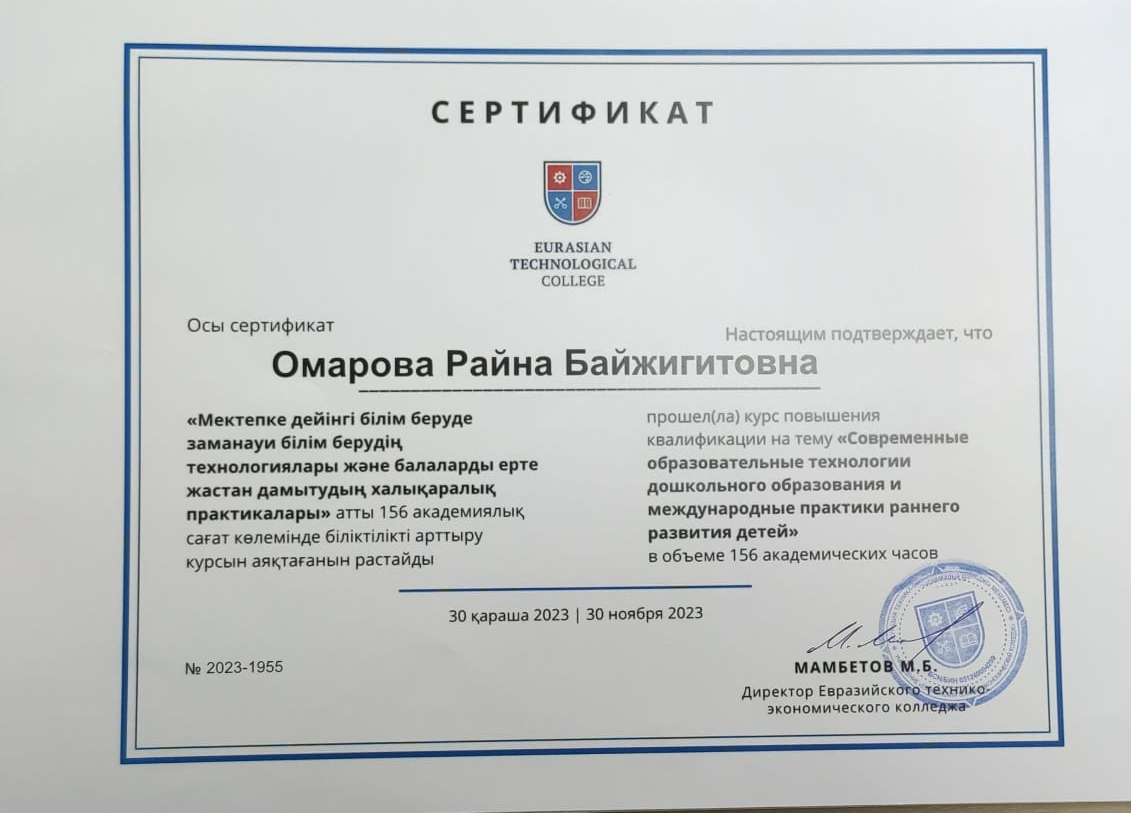 СЕРТИФИКАТ
EURASIAN
TECHNOLOGICAL
COLLEGE
Осы сертификат
Настоящим подтверждает, что
Омарова Райна Байжигитовна
«Мектепке дейінгі білім беруде
заманауи білім берудің
технологиялары және балаларды ерте
жастан дамытудың халықаралық
практикалары» атты 156 академиялық
сағат көлемінде біліктілікті арттыру
курсын аяқтағанын растайды
прошел(ла) курс повышения
квалификации на тему «Современные
образовательные технологии
дошкольного образования и
международные практики раннего
развития детей»
в объеме 156 академических часов
30 қараша 2023 | 30 ноября 2023
№ 2023-1955
МАМБЕТОВ М.Б.
Директор Евразийского технико-
экономического колледжа